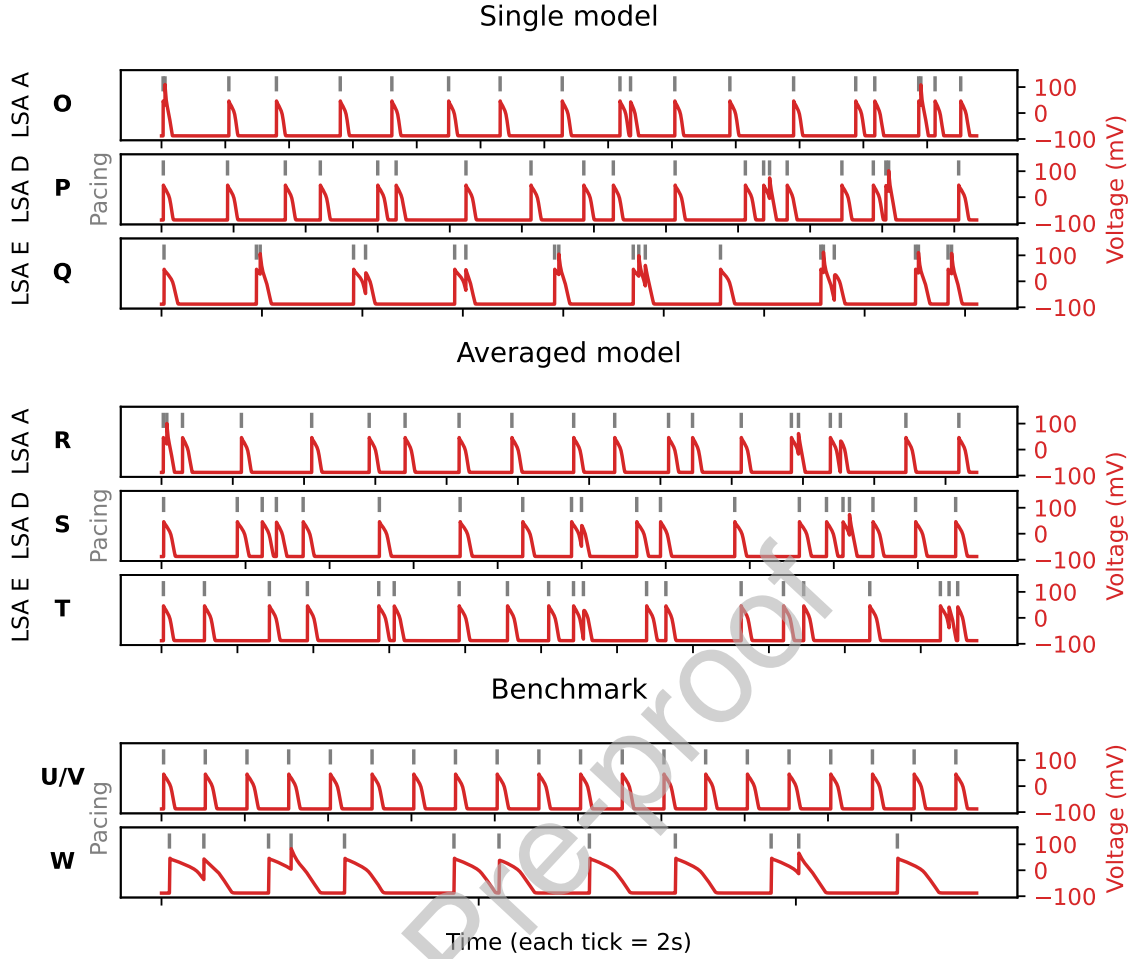 Single model
LSA A
O
100
0
−100
LSA D
Pacing
P
100
0
−100
Voltage (mV)
LSA E
Q
100
0
−100
Averaged model
LSA A
R
100
0
−100
LSA D
Pacing
S
100
0
−100
Voltage (mV)
LSA E
T
100
0
−100
Benchmark
U/V
100
0
−100
Pacing
Voltage (mV)
W
100
0
−100
Time (each tick = 2s)
Pre-proof